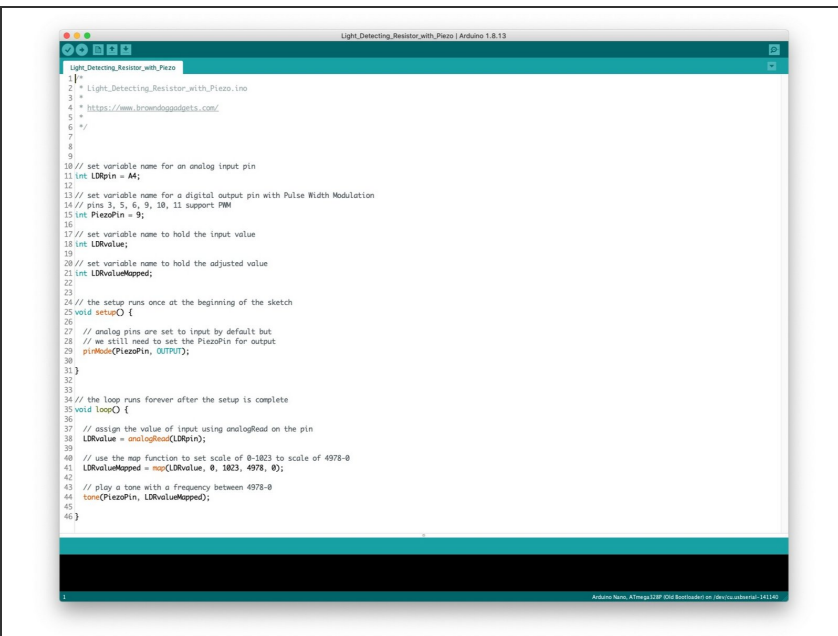 Light_Detecting_Resistor_with_Piezo | Arduino 1.8.13
Light_Detecting_Resistor_with_Piezo
1 /*
2 * Light_Detecting_Resistor_with_Piezo.ino
3 *
4 * https://www.browndoggadgets.com/
5 *
6 */
7
8
9
10 // set variable name for an analog input pin
11 int LDRpin = A4;
12
13 // set variable name for a digital output pin with Pulse Width Modulation
14 // pins 3, 5, 6, 9, 10, 11 support PWM
15 int PiezoPin = 9;
16
17 // set variable name to hold the input value
18 int LDRvalue;
19
20 // set variable name to hold the adjusted value
21 int LDRvalueMapped;
22
23
24 // the setup runs once at the beginning of the sketch
25 void setup() {
26
27 // analog pins are set to input by default but
28 // we still need to set the PiezoPin for output
29 pinMode(PiezoPin, OUTPUT);
30
31 }
32
33
34 // the loop runs forever after the setup is complete
35 void loop() {
36
37 // assign the value of input using analogRead on the pin
38 LDRvalue = analogRead(LDRpin);
39
40 // use the map function to set scale of 0-1023 to scale of 4978-0
41 LDRvalueMapped = map(LDRvalue, 0, 1023, 4978, 0);
42
43 // play a tone with a frequency between 4978-0
44 tone(PiezoPin, LDRvalueMapped);
45
46 }
1
Arduino Nano, ATmega328P (Old Bootloader) on /dev/cu.usbserial-141140